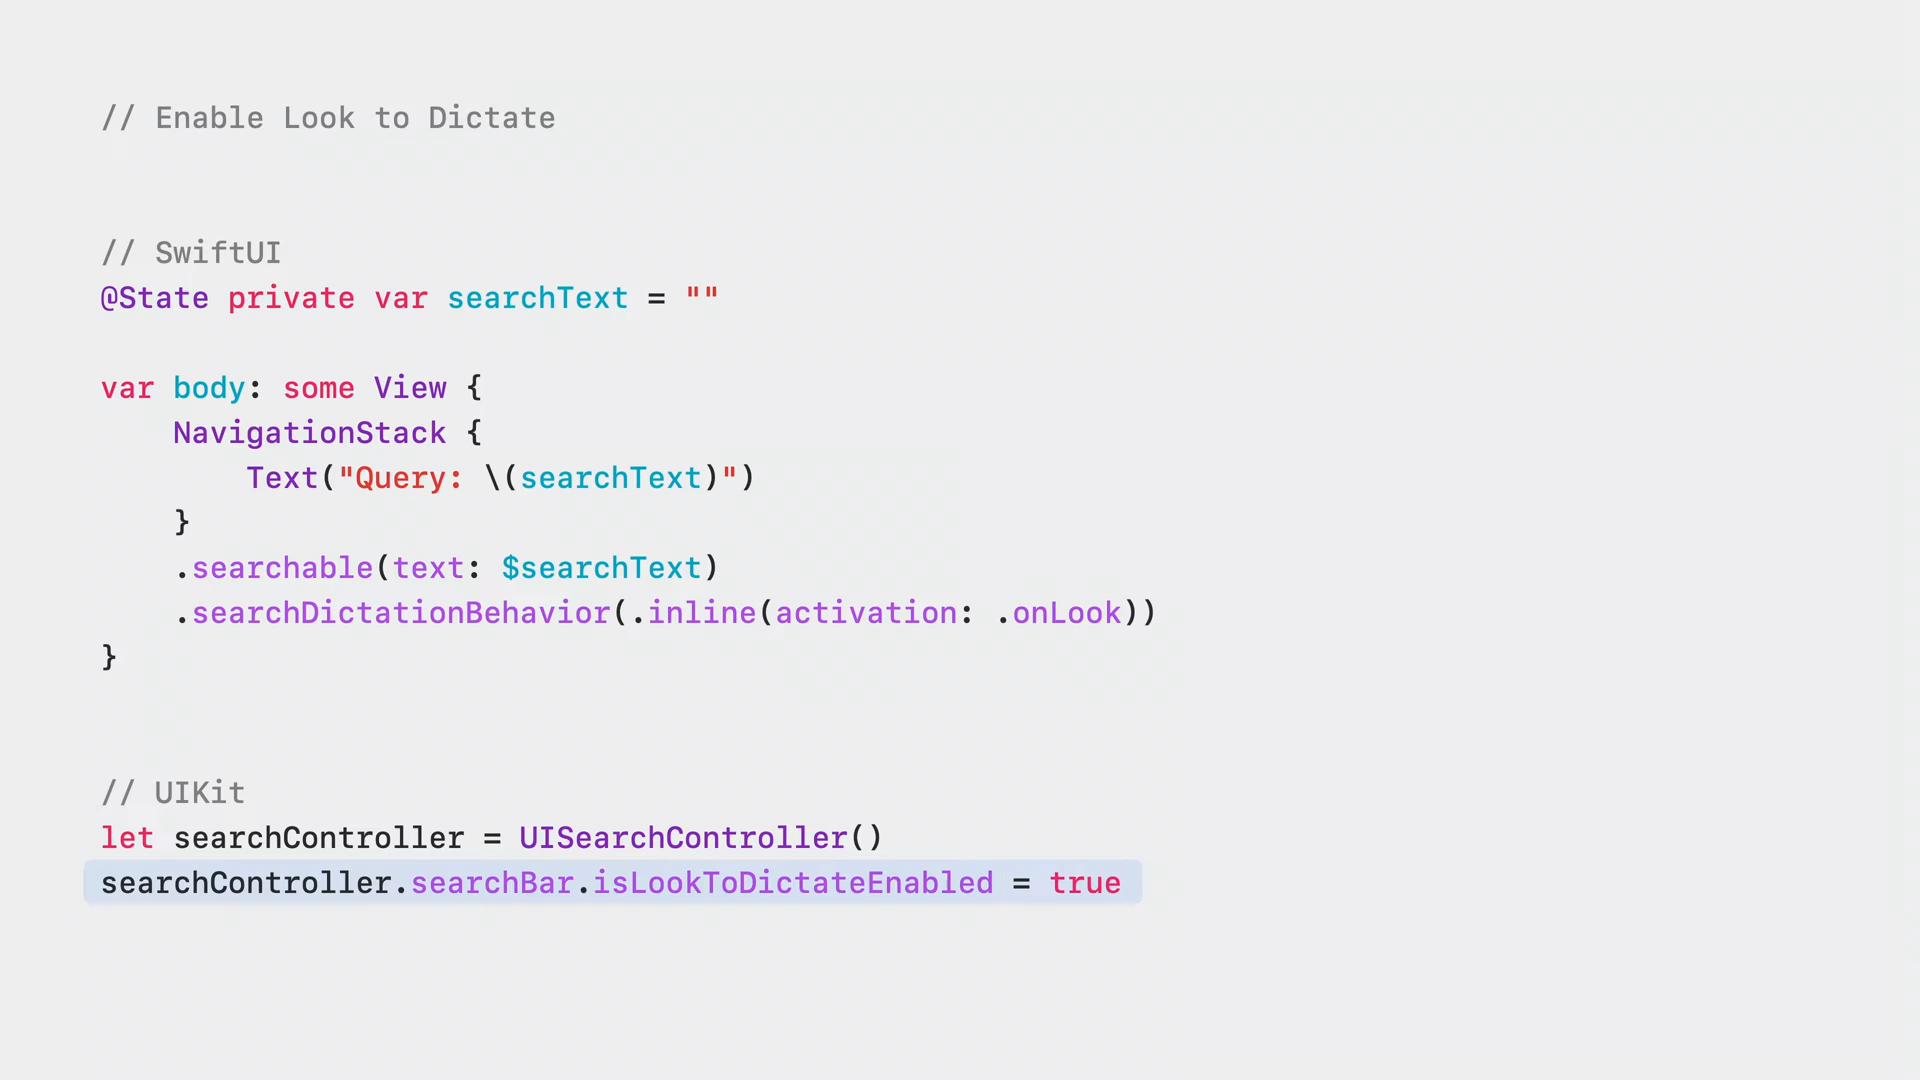 // Enable Look to Dictate
// SwiftUI
@State private var searchText = ""
var body: some View {
    NavigationStack {
        Text("Query: \(searchText)")
    }
    .searchable(text: $searchText)
    .searchDictationBehavior(.inline(activation: .onLook))
}
// UIKit
let searchController = UISearchController()
searchController.searchBar.isLookToDictateEnabled = true